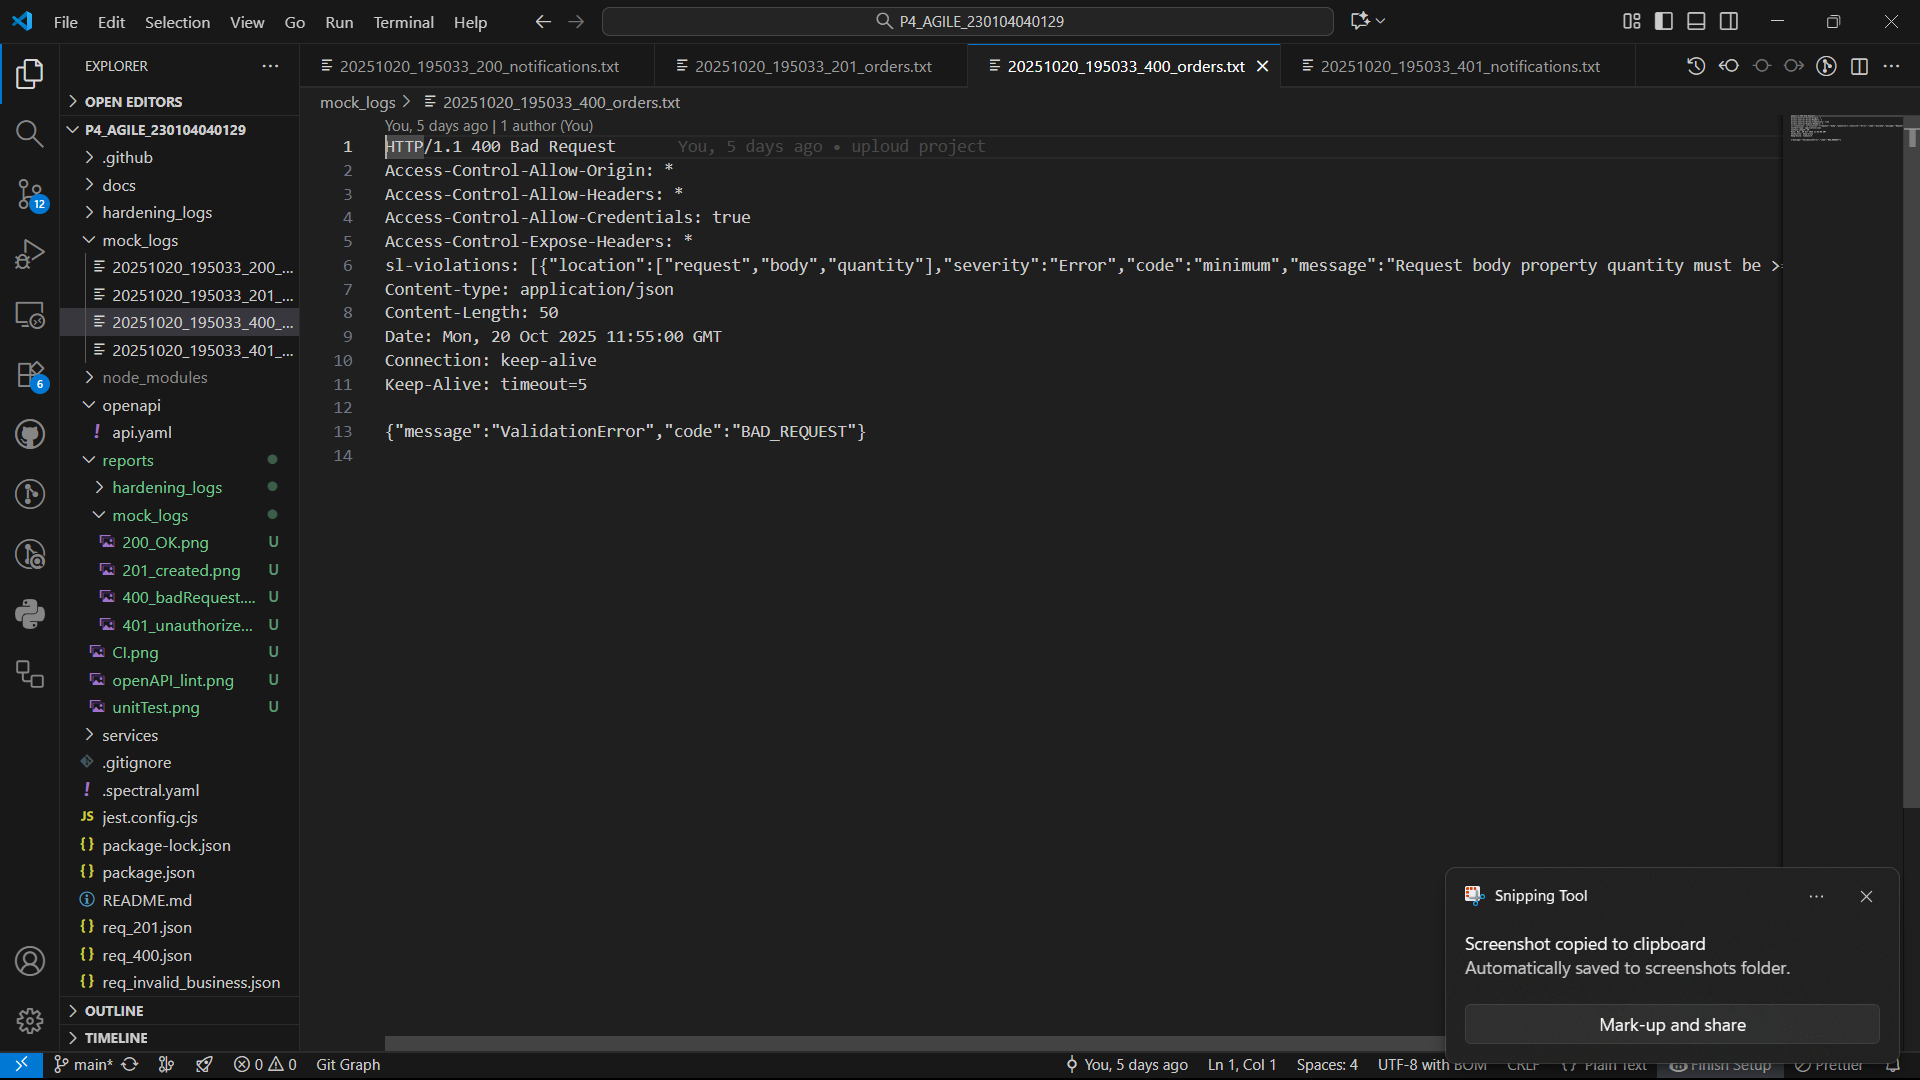 File Edit Selection View Go Run Terminal Help
P4_AGILE_230104040129
EXPLORER
OPEN EDITORS
P4_AGILE_230104040129
.github
docs
hardening_logs
mock_logs
20251020_195033_200_...
20251020_195033_201_...
20251020_195033_400_...
20251020_195033_401_...
node_modules
openapi
! api.yaml
reports
hardening_logs
mock_logs
200_OK.png U
201_created.png U
400_badRequest.... U
401_unauthorize... U
CI.png U
openAPI_lint.png U
unitTest.png U
services
.gitignore
! .spectral.yaml
JS jest.config.cjs
{} package-lock.json
{} package.json
README.md
{} req_201.json
{} req_400.json
{} req_invalid_business.json
OUTLINE
TIMELINE
12
6
20251020_195033_200_notifications.txt
20251020_195033_201_orders.txt
20251020_195033_400_orders.txt
20251020_195033_401_notifications.txt
mock_logs > 20251020_195033_400_orders.txt
You, 5 days ago | 1 author (You)
1 HTTP/1.1 400 Bad Request You, 5 days ago • uploud project
2 Access-Control-Allow-Origin: *
3 Access-Control-Allow-Headers: *
4 Access-Control-Allow-Credentials: true
5 Access-Control-Expose-Headers: *
6 sl-violations: [{"location":["request","body","quantity"],"severity":"Error","code":"minimum","message":"Request body property quantity must be >
7 Content-type: application/json
8 Content-Length: 50
9 Date: Mon, 20 Oct 2025 11:55:00 GMT
10 Connection: keep-alive
11 Keep-Alive: timeout=5
12
13 {"message":"ValidationError","code":"BAD_REQUEST"}
14
Snipping Tool
Screenshot copied to clipboard
Automatically saved to screenshots folder.
Mark-up and share
main* 0 0 Git Graph You, 5 days ago Ln 1, Col 1 Spaces: 4 UTF-8 with BOM CRLF {} Plain Text Finish Setup Prettier